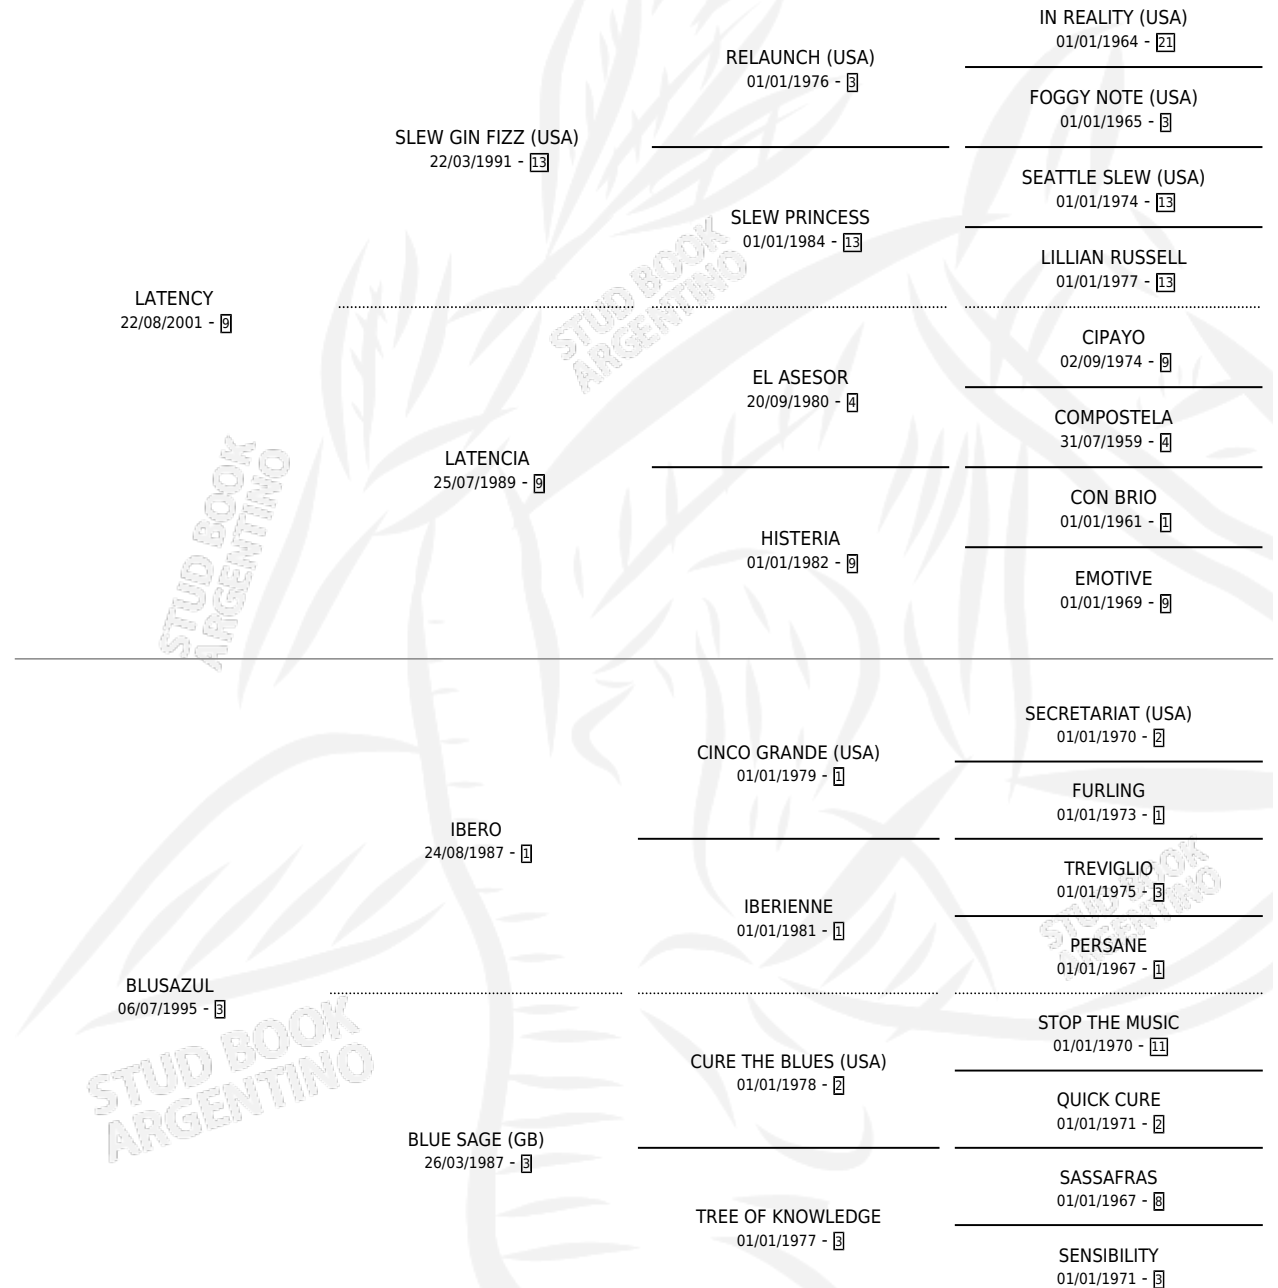 IN REALITY (USA)
01/01/1964 - 21
RELAUNCH (USA)
01/01/1976 - 3
FOGGY NOTE (USA)
01/01/1965 - 3
SLEW GIN FIZZ (USA)
22/03/1991 - 13
SEATTLE SLEW (USA)
01/01/1974 - 13
SLEW PRINCESS
01/01/1984 - 13
LILLIAN RUSSELL
01/01/1977 - 13
LATENCY
22/08/2001 - 9
STUD BOOK
ARGENTINO
CIPAYO
02/09/1974 - 9
EL ASESOR
20/09/1980 - 4
COMPOSTELA
31/07/1959 - 4
LATENCIA
25/07/1989 - 9
CON BRIO
01/01/1961 - 1
HISTERIA
01/01/1982 - 9
EMOTIVE
01/01/1969 - 9
STUD BOOK
ARGENTINO
SECRETARIAT (USA)
01/01/1970 - 2
CINCO GRANDE (USA)
01/01/1979 - 1
FURLING
01/01/1973 - 1
IBERO
24/08/1987 - 1
TREVIGLIO
01/01/1975 - 3
IBERIENNE
01/01/1981 - 1
STUD BOOK
ARGENTINO
PERSANE
01/01/1967 - 1
BLUSAZUL
06/07/1995 - 3
STUD BOOK
ARGENTINO
STOP THE MUSIC
01/01/1970 - 11
CURE THE BLUES (USA)
01/01/1978 - 2
QUICK CURE
01/01/1971 - 2
BLUE SAGE (GB)
26/03/1987 - 3
SASSAFRAS
01/01/1967 - 8
TREE OF KNOWLEDGE
01/01/1977 - 3
SENSIBILITY
01/01/1971 - 3